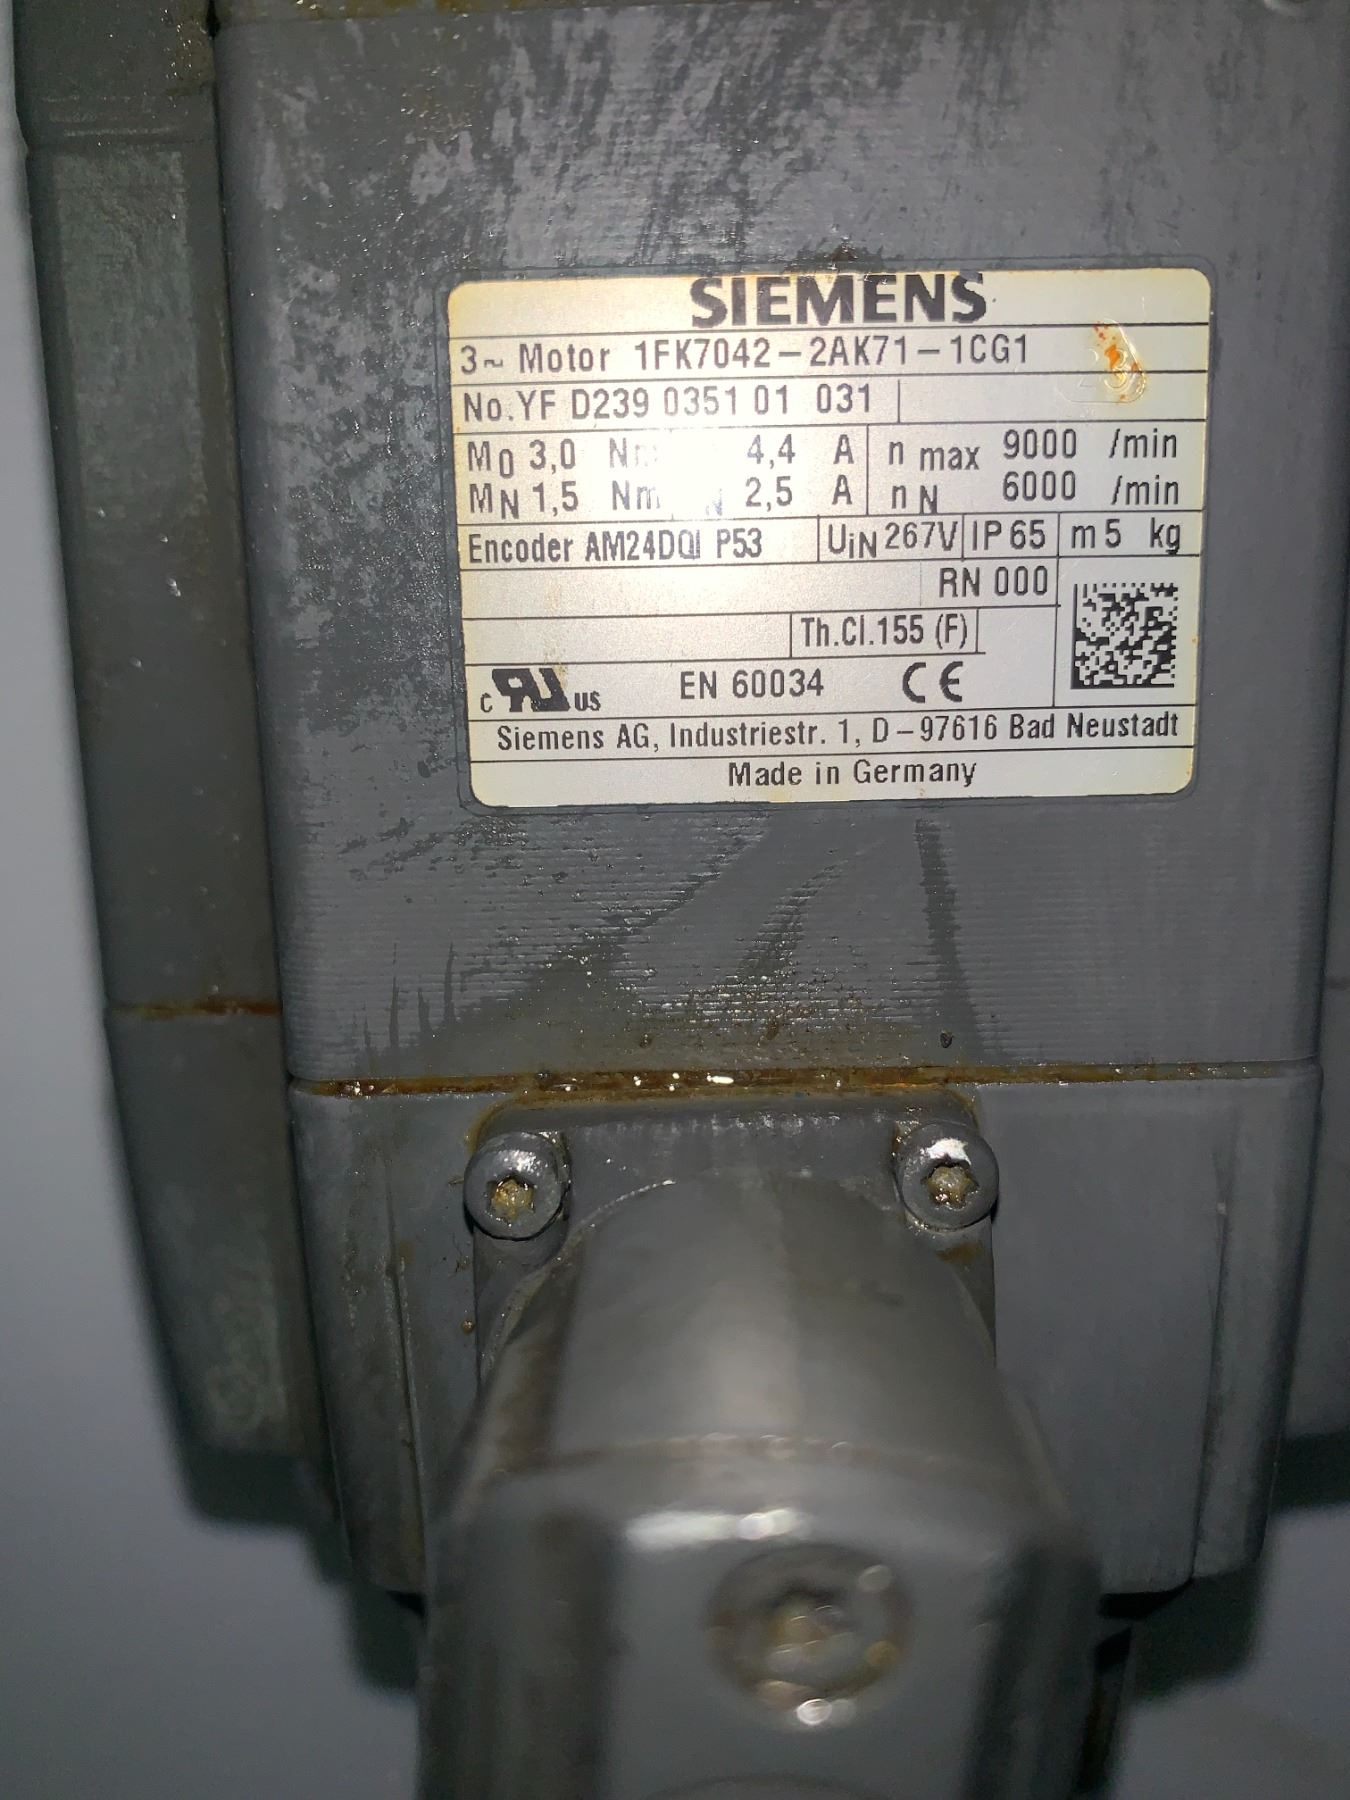 SIEMENS
3~ Motor 1FK7042-2AK71-1CG1
No.YF D239 0351 01 031
M0 3,0 4,4 A n max 9000 /min
MN 1,5 Nm 2,5 A n N 6000 /min
Encoder AM24DQI P53 UiN 267V IP 65 m 5 kg
RN 000
Th.Cl.155 (F)
c RU US EN 60034 CE
Siemens AG, Industriestr. 1, D-97616 Bad Neustadt
Made in Germany